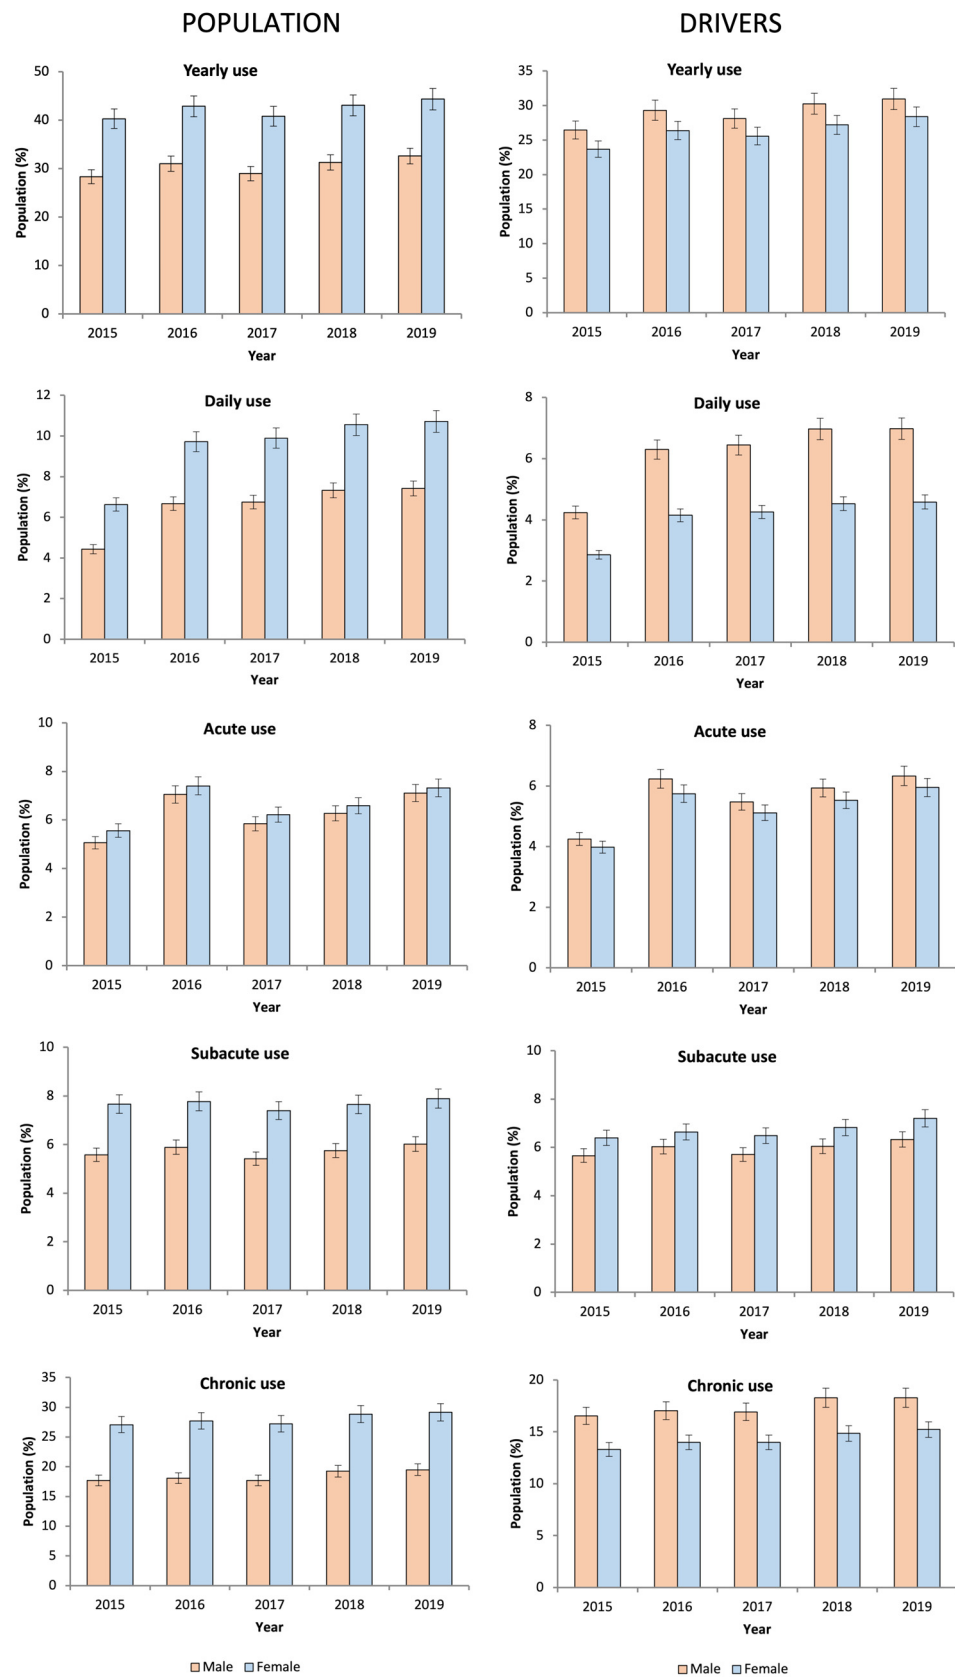 POPULATION
DRIVERS
Yearly use
Population (%)
50
40
30
20
10
0
2015 2016 2017 2018 2019
Year
Yearly use
Population (%)
35
30
25
20
15
10
5
0
2015 2016 2017 2018 2019
Year
Daily use
Population (%)
12
10
8
6
4
2
0
2015 2016 2017 2018 2019
Year
Daily use
Population (%)
8
6
4
2
0
2015 2016 2017 2018 2019
Year
Acute use
Population (%)
10
8
6
4
2
0
2015 2016 2017 2018 2019
Year
Acute use
Population (%)
8
6
4
2
0
2015 2016 2017 2018 2019
Year
Subacute use
Population (%)
10
8
6
4
2
0
2015 2016 2017 2018 2019
Year
Subacute use
Population (%)
10
8
6
4
2
0
2015 2016 2017 2018 2019
Year
Chronic use
Population (%)
35
30
25
20
15
10
5
0
2015 2016 2017 2018 2019
Year
Male Female
Chronic use
Population (%)
20
15
10
5
0
2015 2016 2017 2018 2019
Year
Male Female